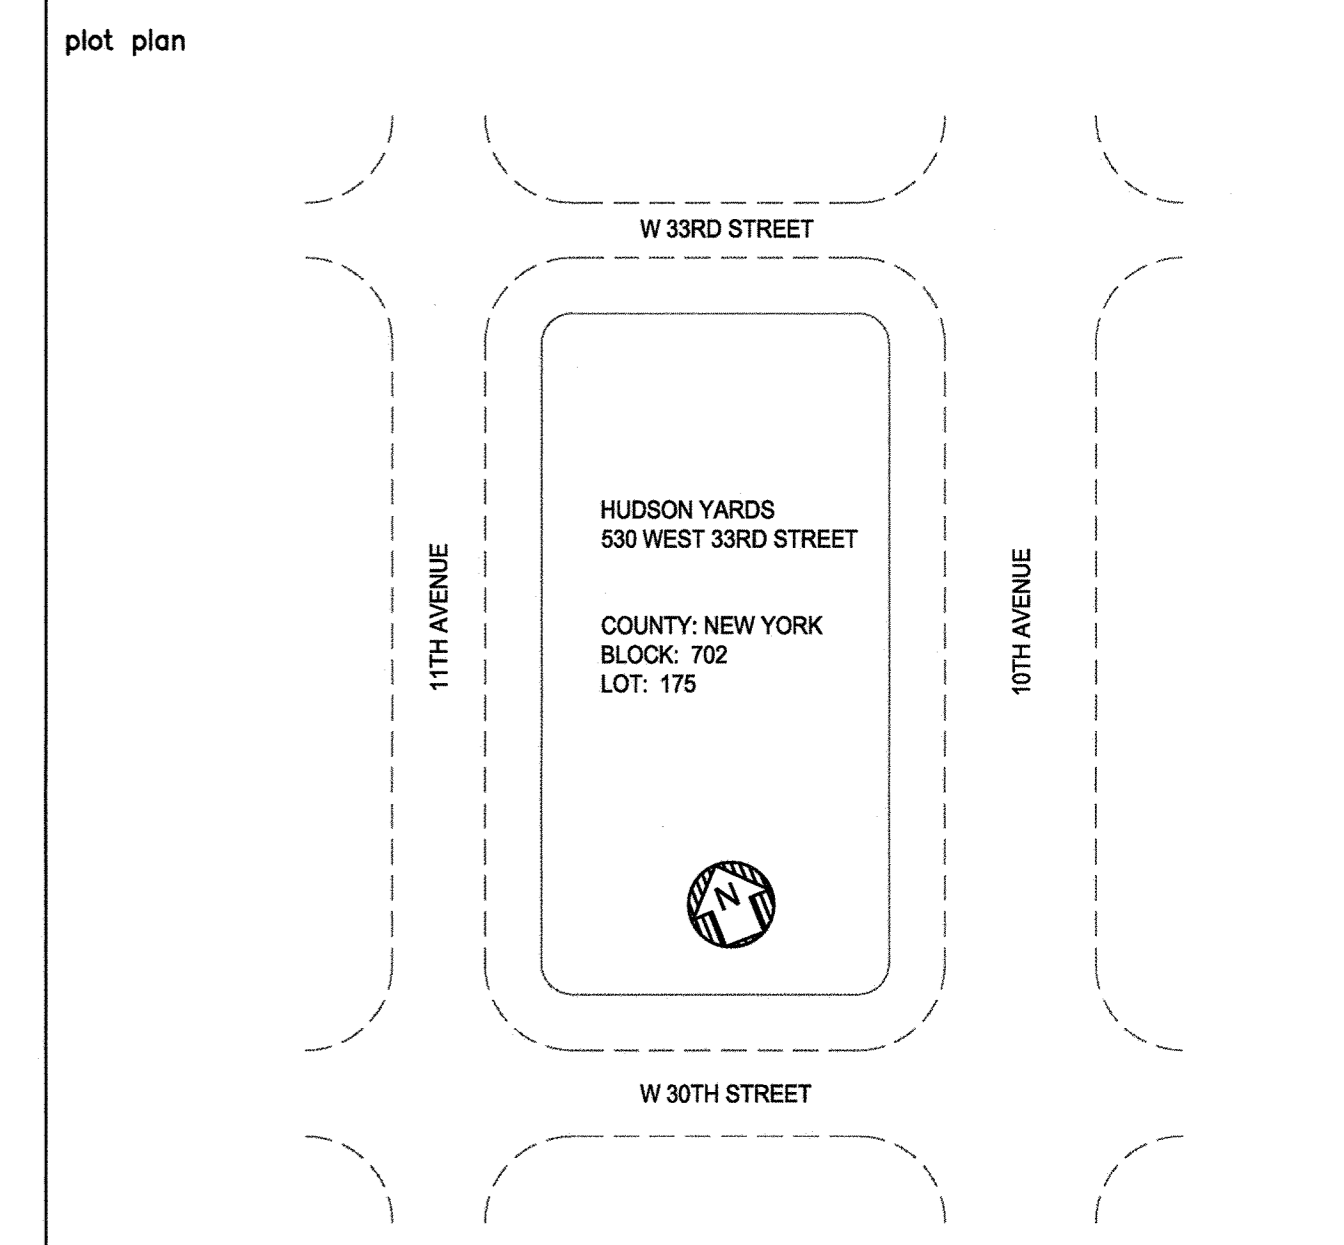 plot plan
W 33RD STREET
HUDSON YARDS
530 WEST 33RD STREET
11TH AVENUE
10TH AVENUE
COUNTY: NEW YORK
BLOCK: 702
LOT: 175
N
W 30TH STREET